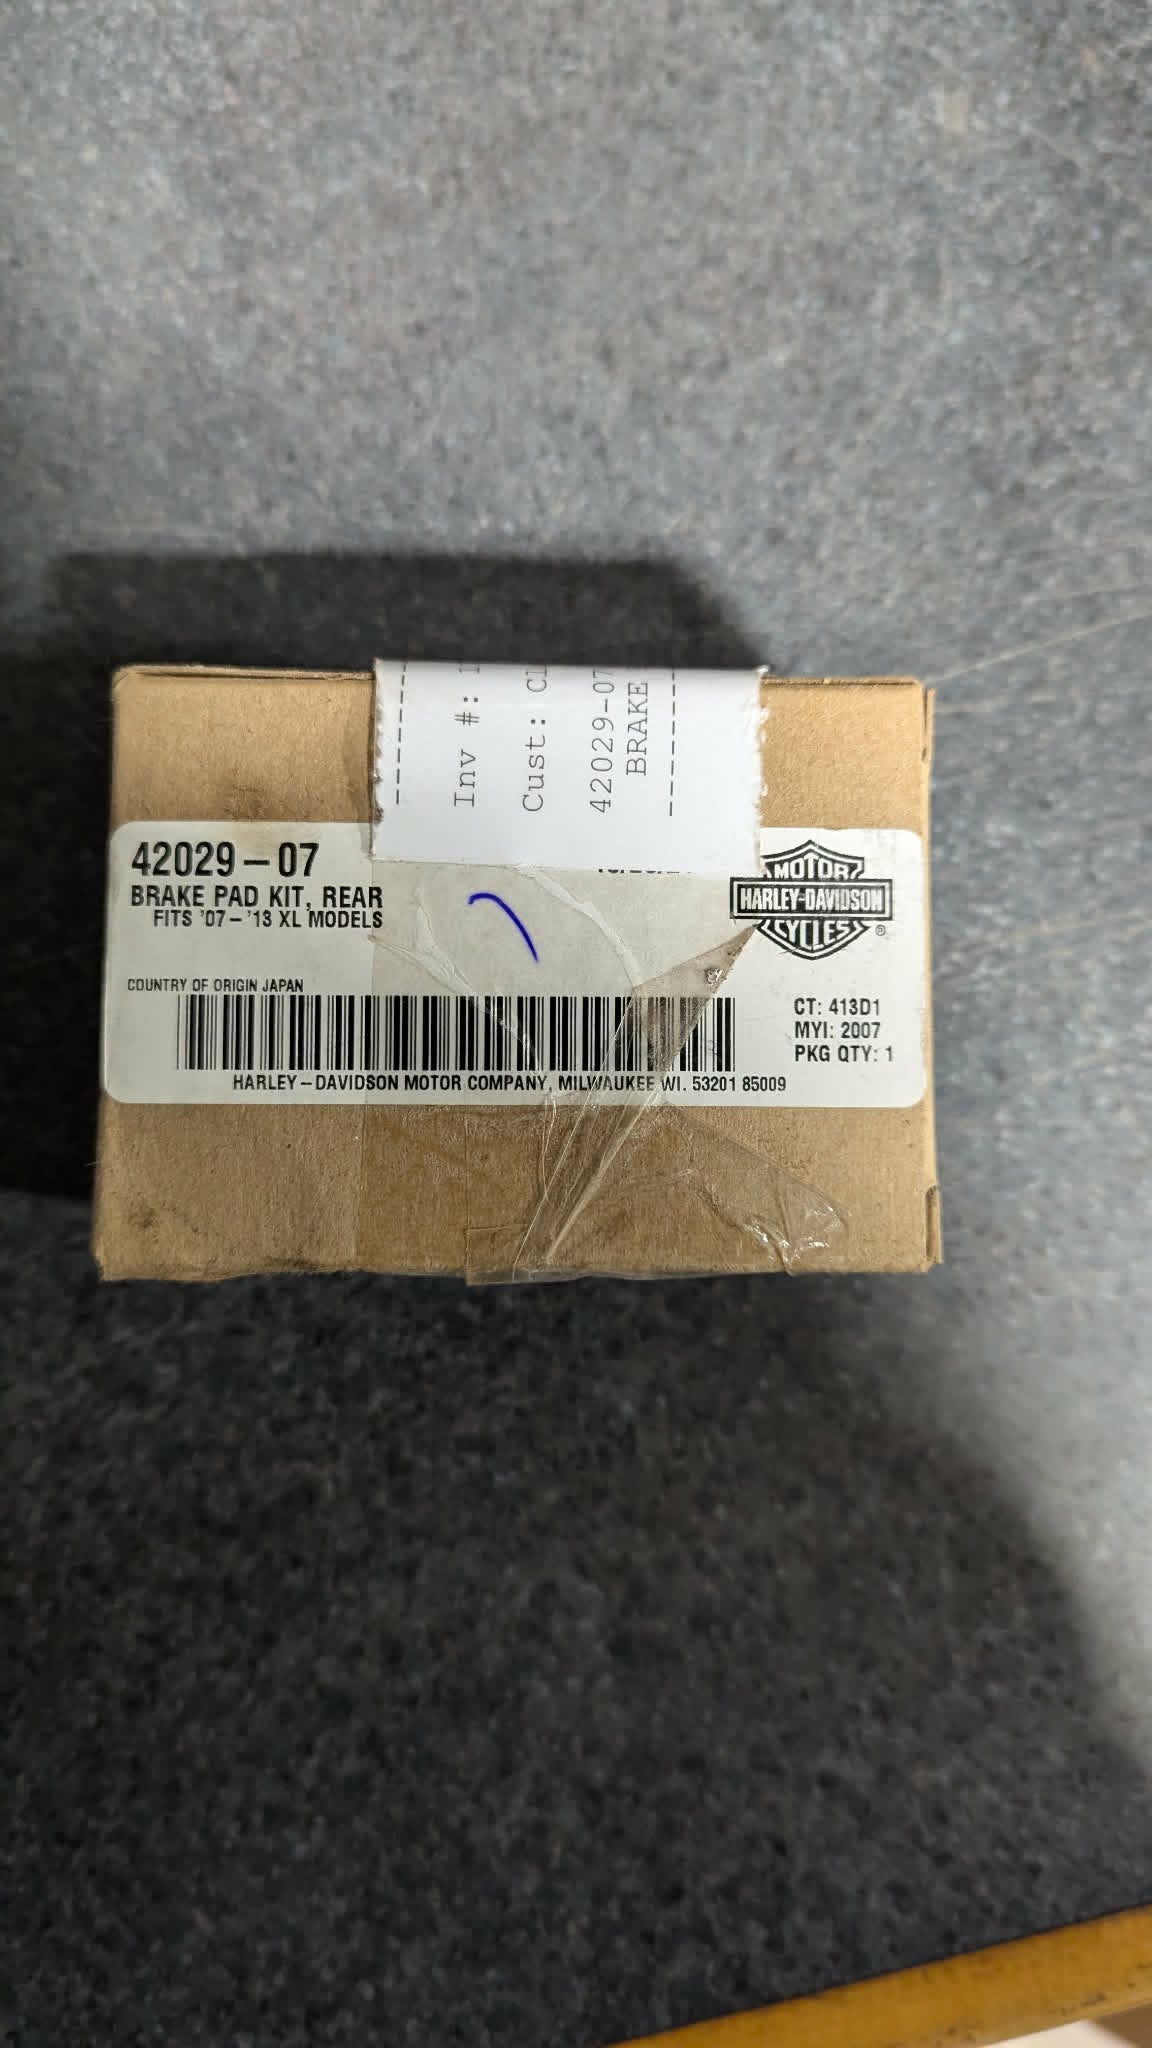 Inv #: 1
Cust:
42029-07
BRAKE
42029-07
BRAKE PAD KIT, REAR
FITS '07-'13 XL MODELS
MOTOR
HARLEY-DAVIDSON
CYCLES
®
COUNTRY OF ORIGIN JAPAN
CT: 413D1
MYI: 2007
PKG QTY: 1
HARLEY-DAVIDSON MOTOR COMPANY, MILWAUKEE WI. 53201 85009